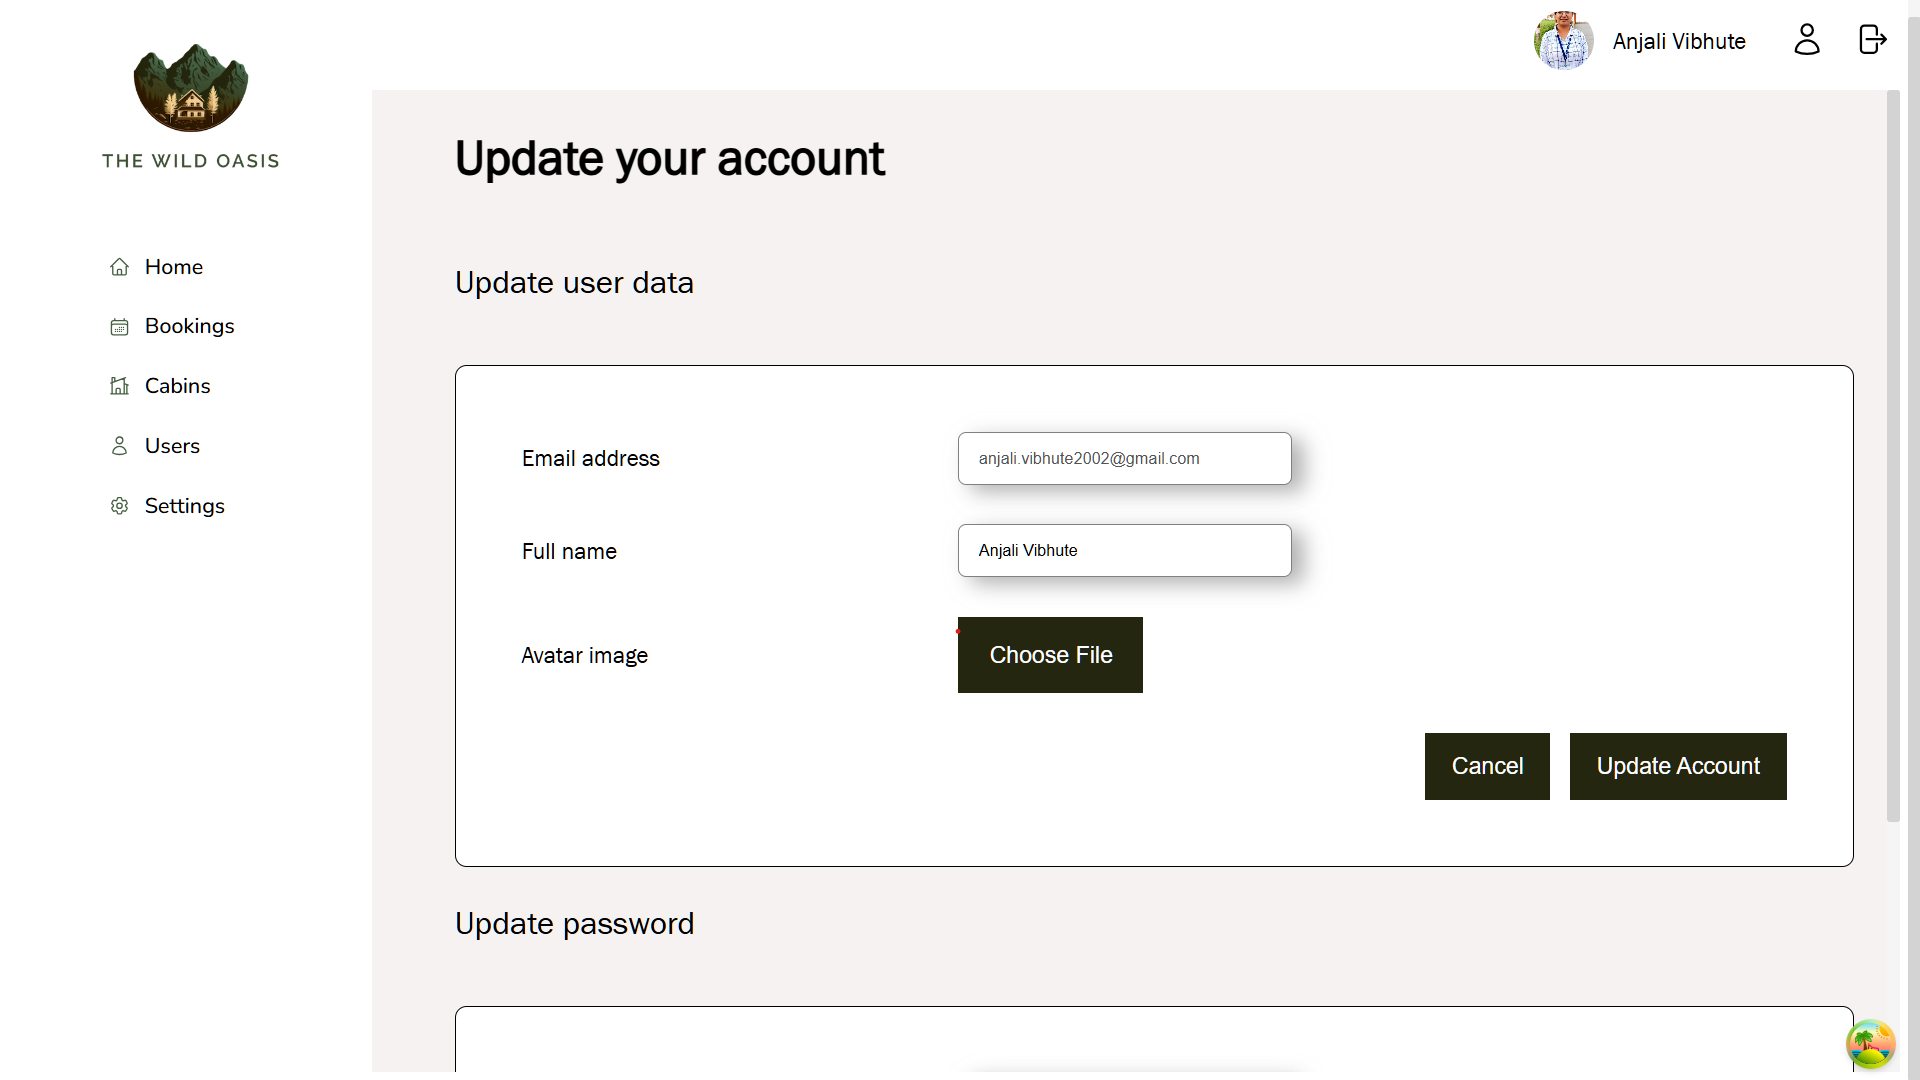 Anjali Vibhute
THE WILD OASIS
Home
Bookings
Cabins
Users
Settings
Update your account
Update user data
Email address
anjali.vibhute2002@gmail.com
Full name
Anjali Vibhute
Avatar image
Choose File
Cancel
Update Account
Update password